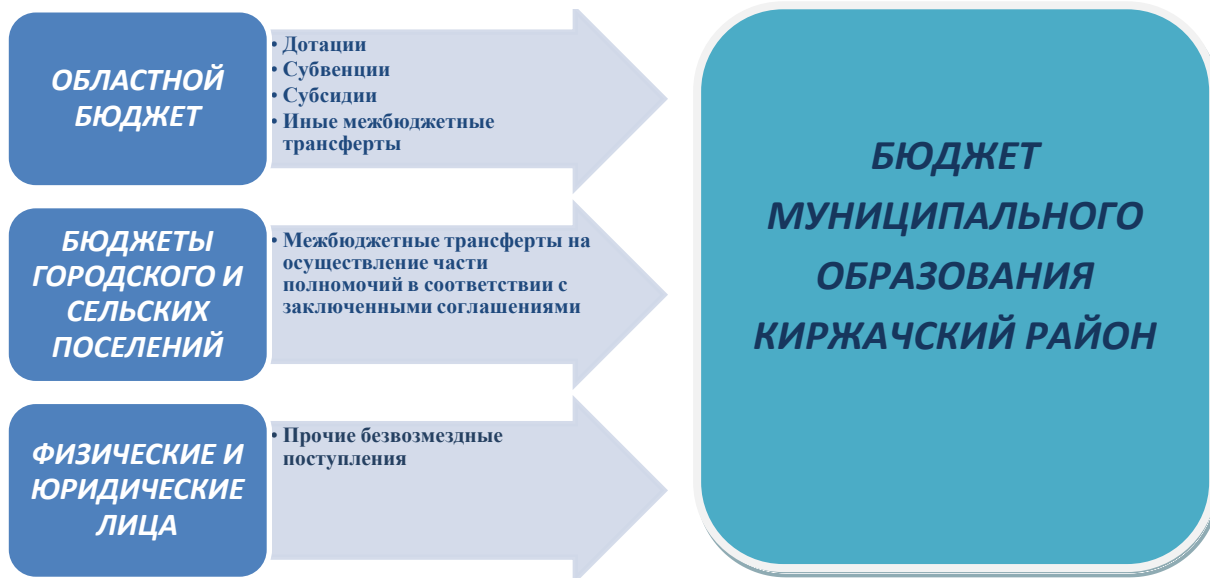 ОБЛАСТНОЙ
БЮДЖЕТ
• Дотации
• Субвенции
• Субсидии
• Иные межбюджетные
трансферты
БЮДЖЕТЫ
ГОРОДСКОГО И
СЕЛЬСКИХ
ПОСЕЛЕНИЙ
• Межбюджетные трансферты на
осуществление части
полномочий в соответствии с
заключенными соглашениями
ФИЗИЧЕСКИЕ И
ЮРИДИЧЕСКИЕ
ЛИЦА
• Прочие безвозмездные
поступления
БЮДЖЕТ
МУНИЦИПАЛЬНОГО
ОБРАЗОВАНИЯ
КИРЖАЧСКИЙ РАЙОН